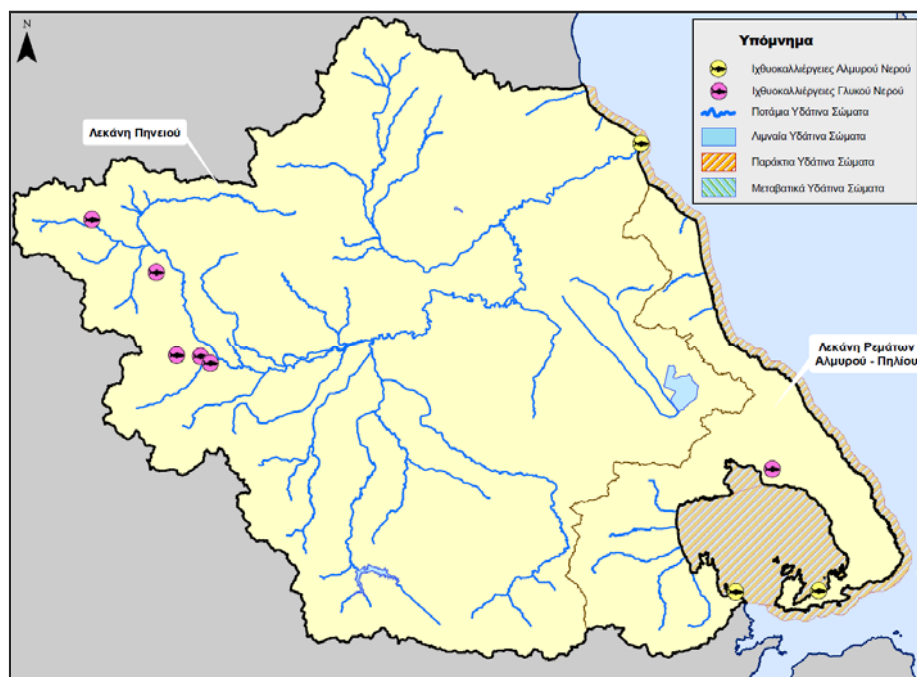 N
Υπόμνημα
Ιχθυοκαλλιέργειες Αλμυρού Νερού
Ιχθυοκαλλιέργειες Γλυκού Νερού
Ποτάμια Υδάτινα Σώματα
Λιμναία Υδάτινα Σώματα
Παράκτια Υδάτινα Σώματα
Μεταβατικά Υδάτινα Σώματα
Λεκάνη Πηνειού
Λεκάνη Ρεμάτων
Αλμυρού - Πηλίου